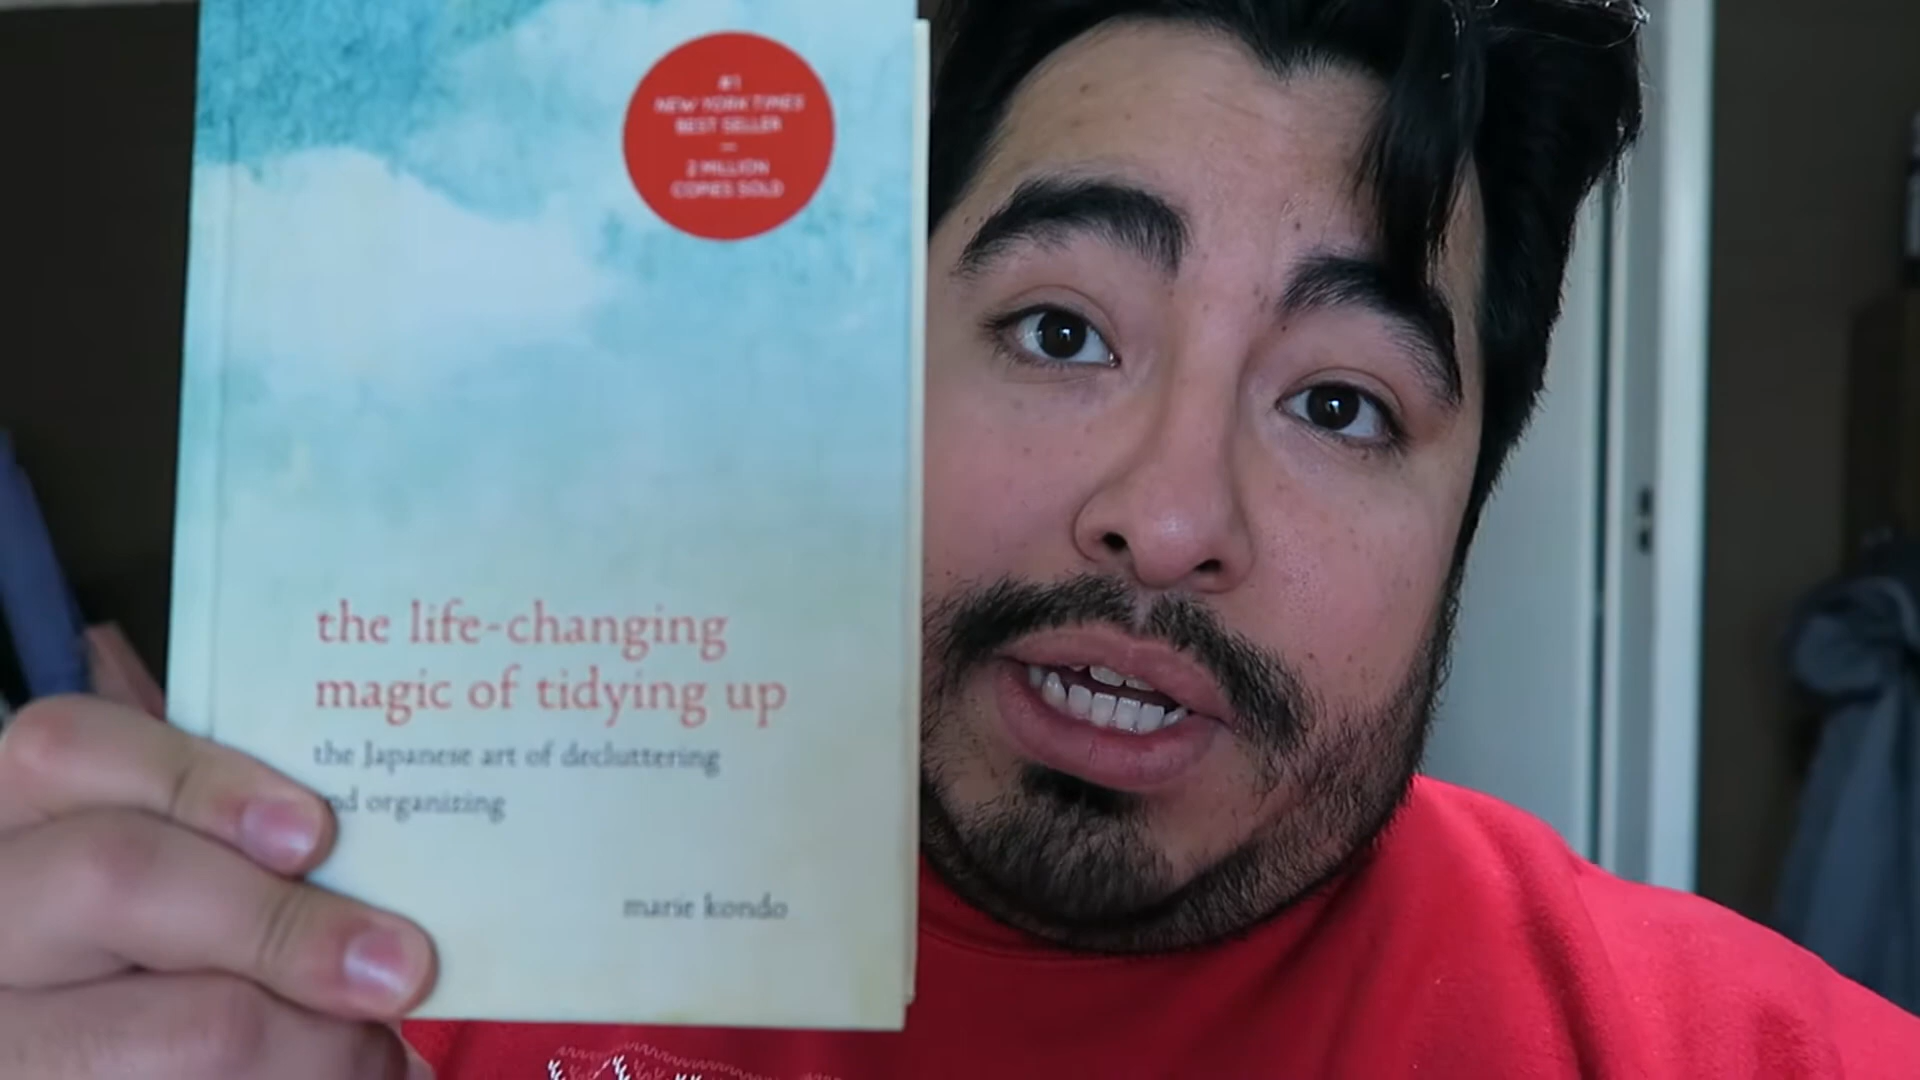 #1
NEW YORK TIMES
BEST SELLER
—
2 MILLION
COPIES SOLD
the life-changing
magic of tidying up
the Japanese art of decluttering
nd organizing
marie kondo